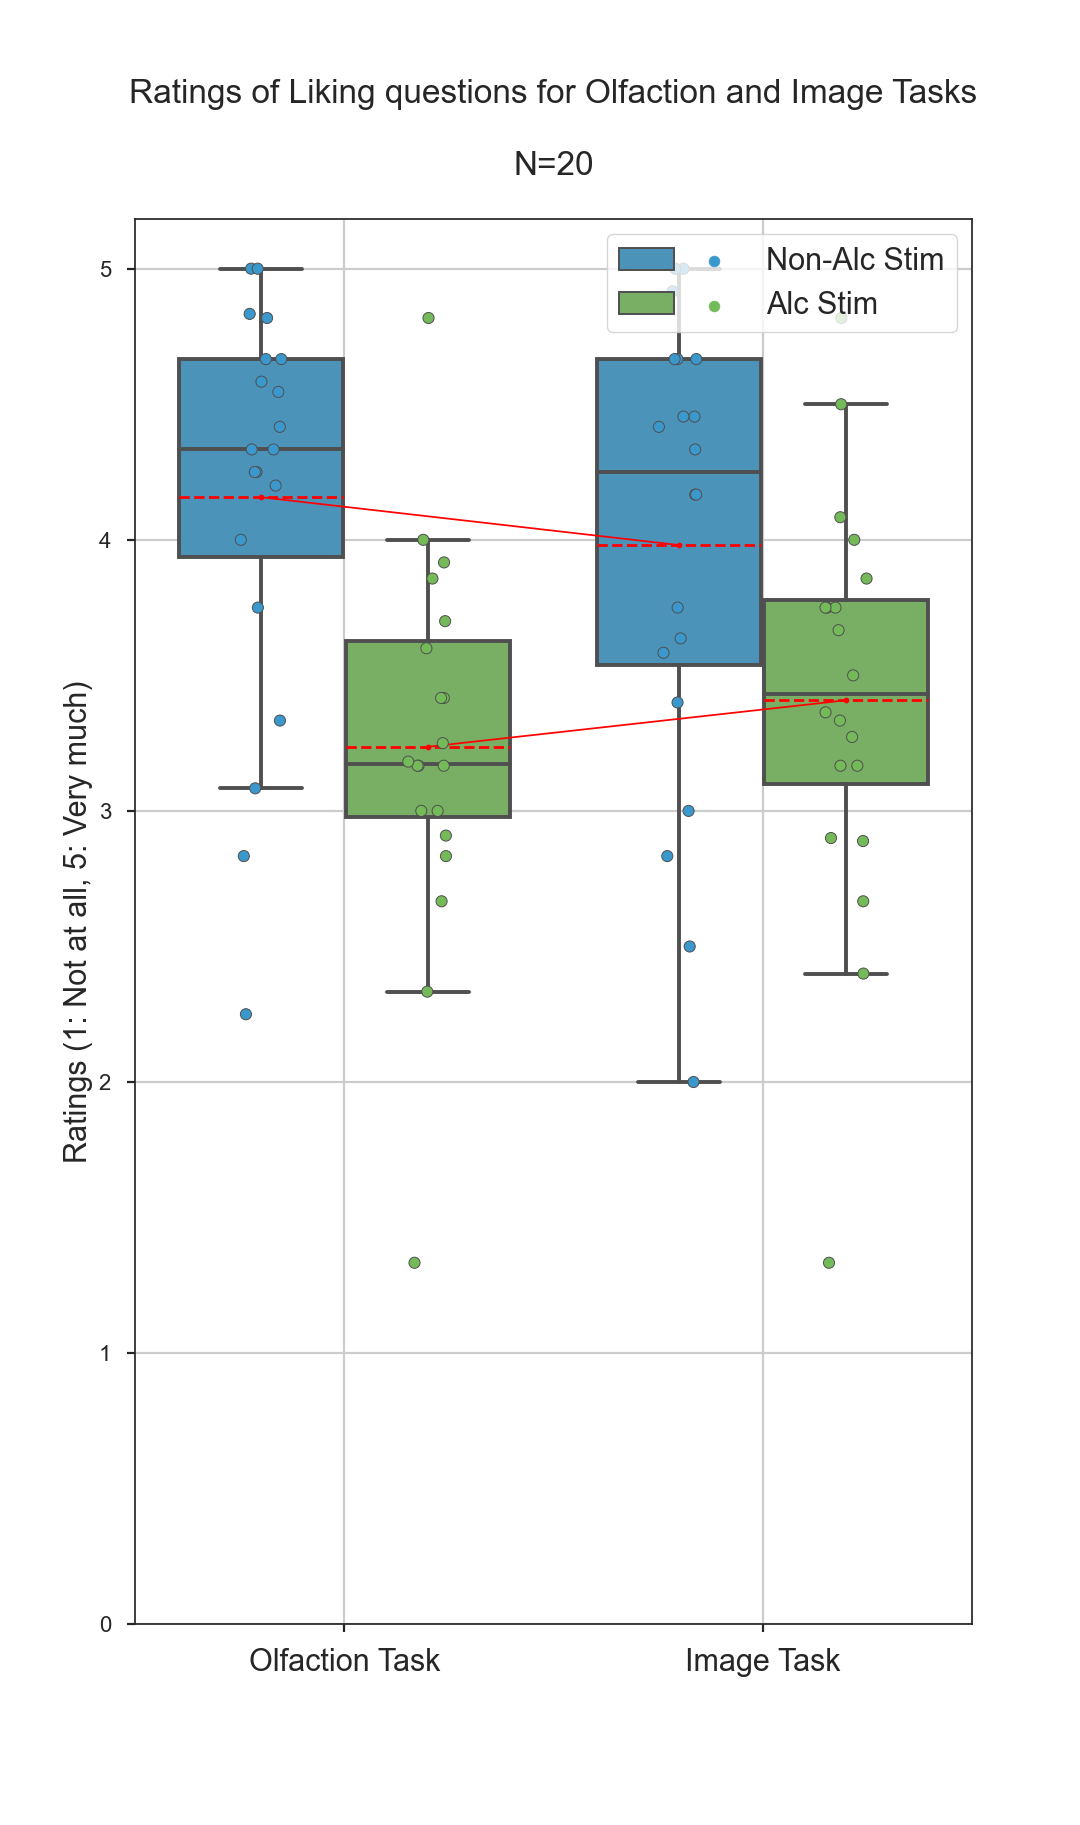 Ratings of Liking questions for Olfaction and Image Tasks
N=20
Non-Alc Stim
Alc Stim
Ratings (1: Not at all, 5: Very much)
5
4
3
2
1
0
Olfaction Task
Image Task